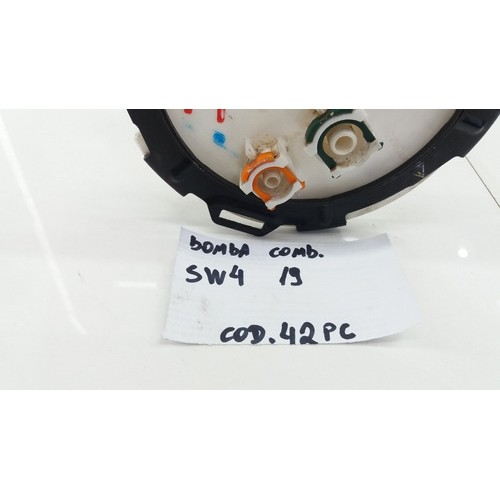 BOMBA COMB.
SW4 19
COD. 42PC